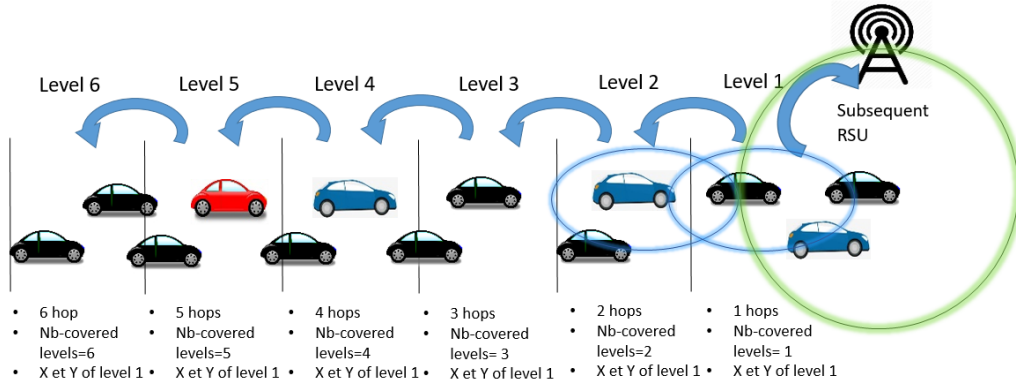 Level 6
Level 5
Level 4
Level 3
Level 2
Level 1
Subsequent
RSU
• 6 hop
• Nb-covered
levels=6
• X et Y of level 1
• 5 hops
• Nb-covered
levels=5
• X et Y of level 1
• 4 hops
• Nb-covered
levels=4
• X et Y of level 1
• 3 hops
• Nb-covered
levels= 3
• X et Y of level 1
• 2 hops
• Nb-covered
levels=2
• X et Y of level 1
• 1 hops
• Nb-covered
levels= 1
• X et Y of level 1